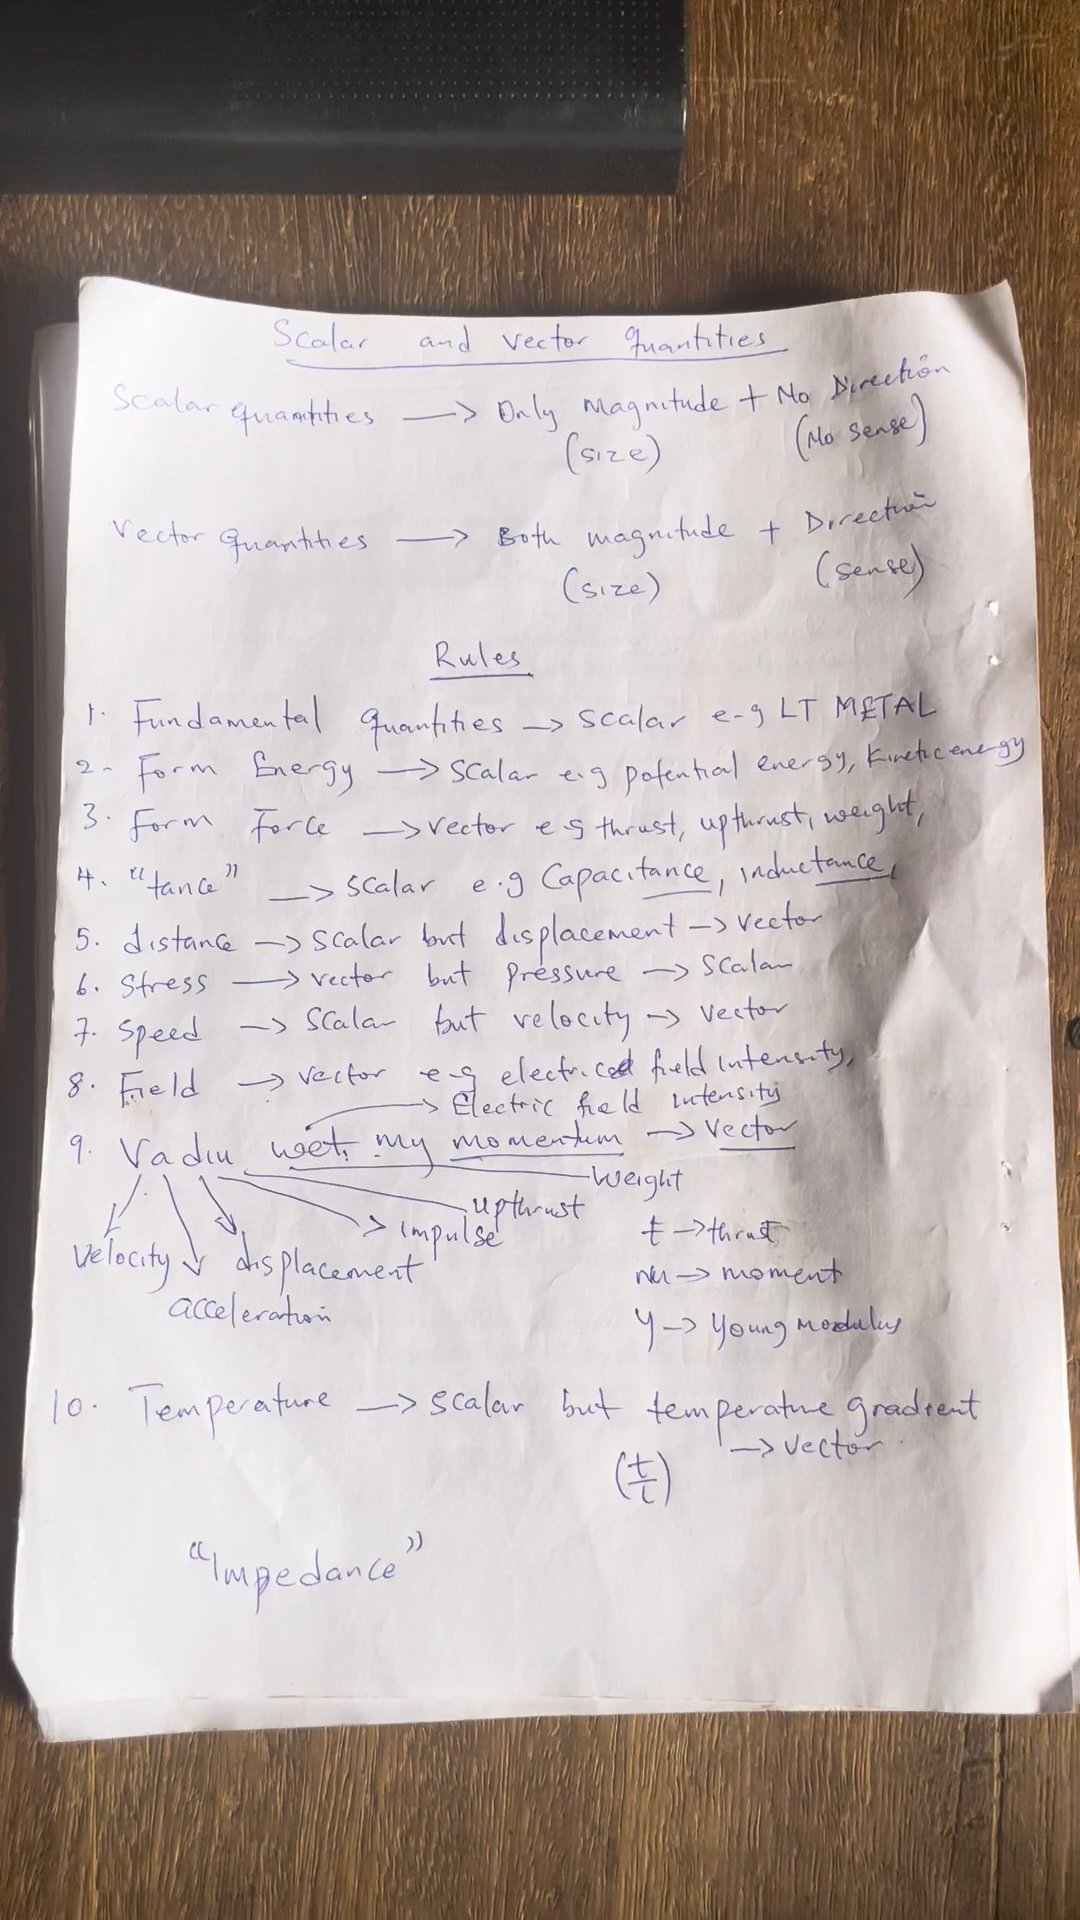 Scalar and vector quantities
Scalar quantities —> Only Magnitude + No Direction
(size) (No sense)
Vector Quantities —> Both magnitude + Direction
(size) (sense)
Rules
1. Fundamental quantities —> scalar e-g LT METAL
2- Form Energy —> scalar e.g potential energy, Kinetic energy
3. Form Force —> vector e g thrust, upthrust, weight,
4. "tance" —> scalar e.g Capacitance, inductance,
5. distance —> scalar but displacement —> vector
6. Stress —> vector but pressure —> scalar
7. Speed —> Scalar but velocity —> vector
8. Field —> vector e-g electrical field intensity,
—> Electric field intensity
9. Vadiu wet my momentum —> vector
weight
upthrust
t —> thrust
> impulse
velocity displacement
m —> moment
acceleration
y —> Young modulus
10. Temperature —> scalar but temperature gradient
—> vector
(t/l)
"Impedance"